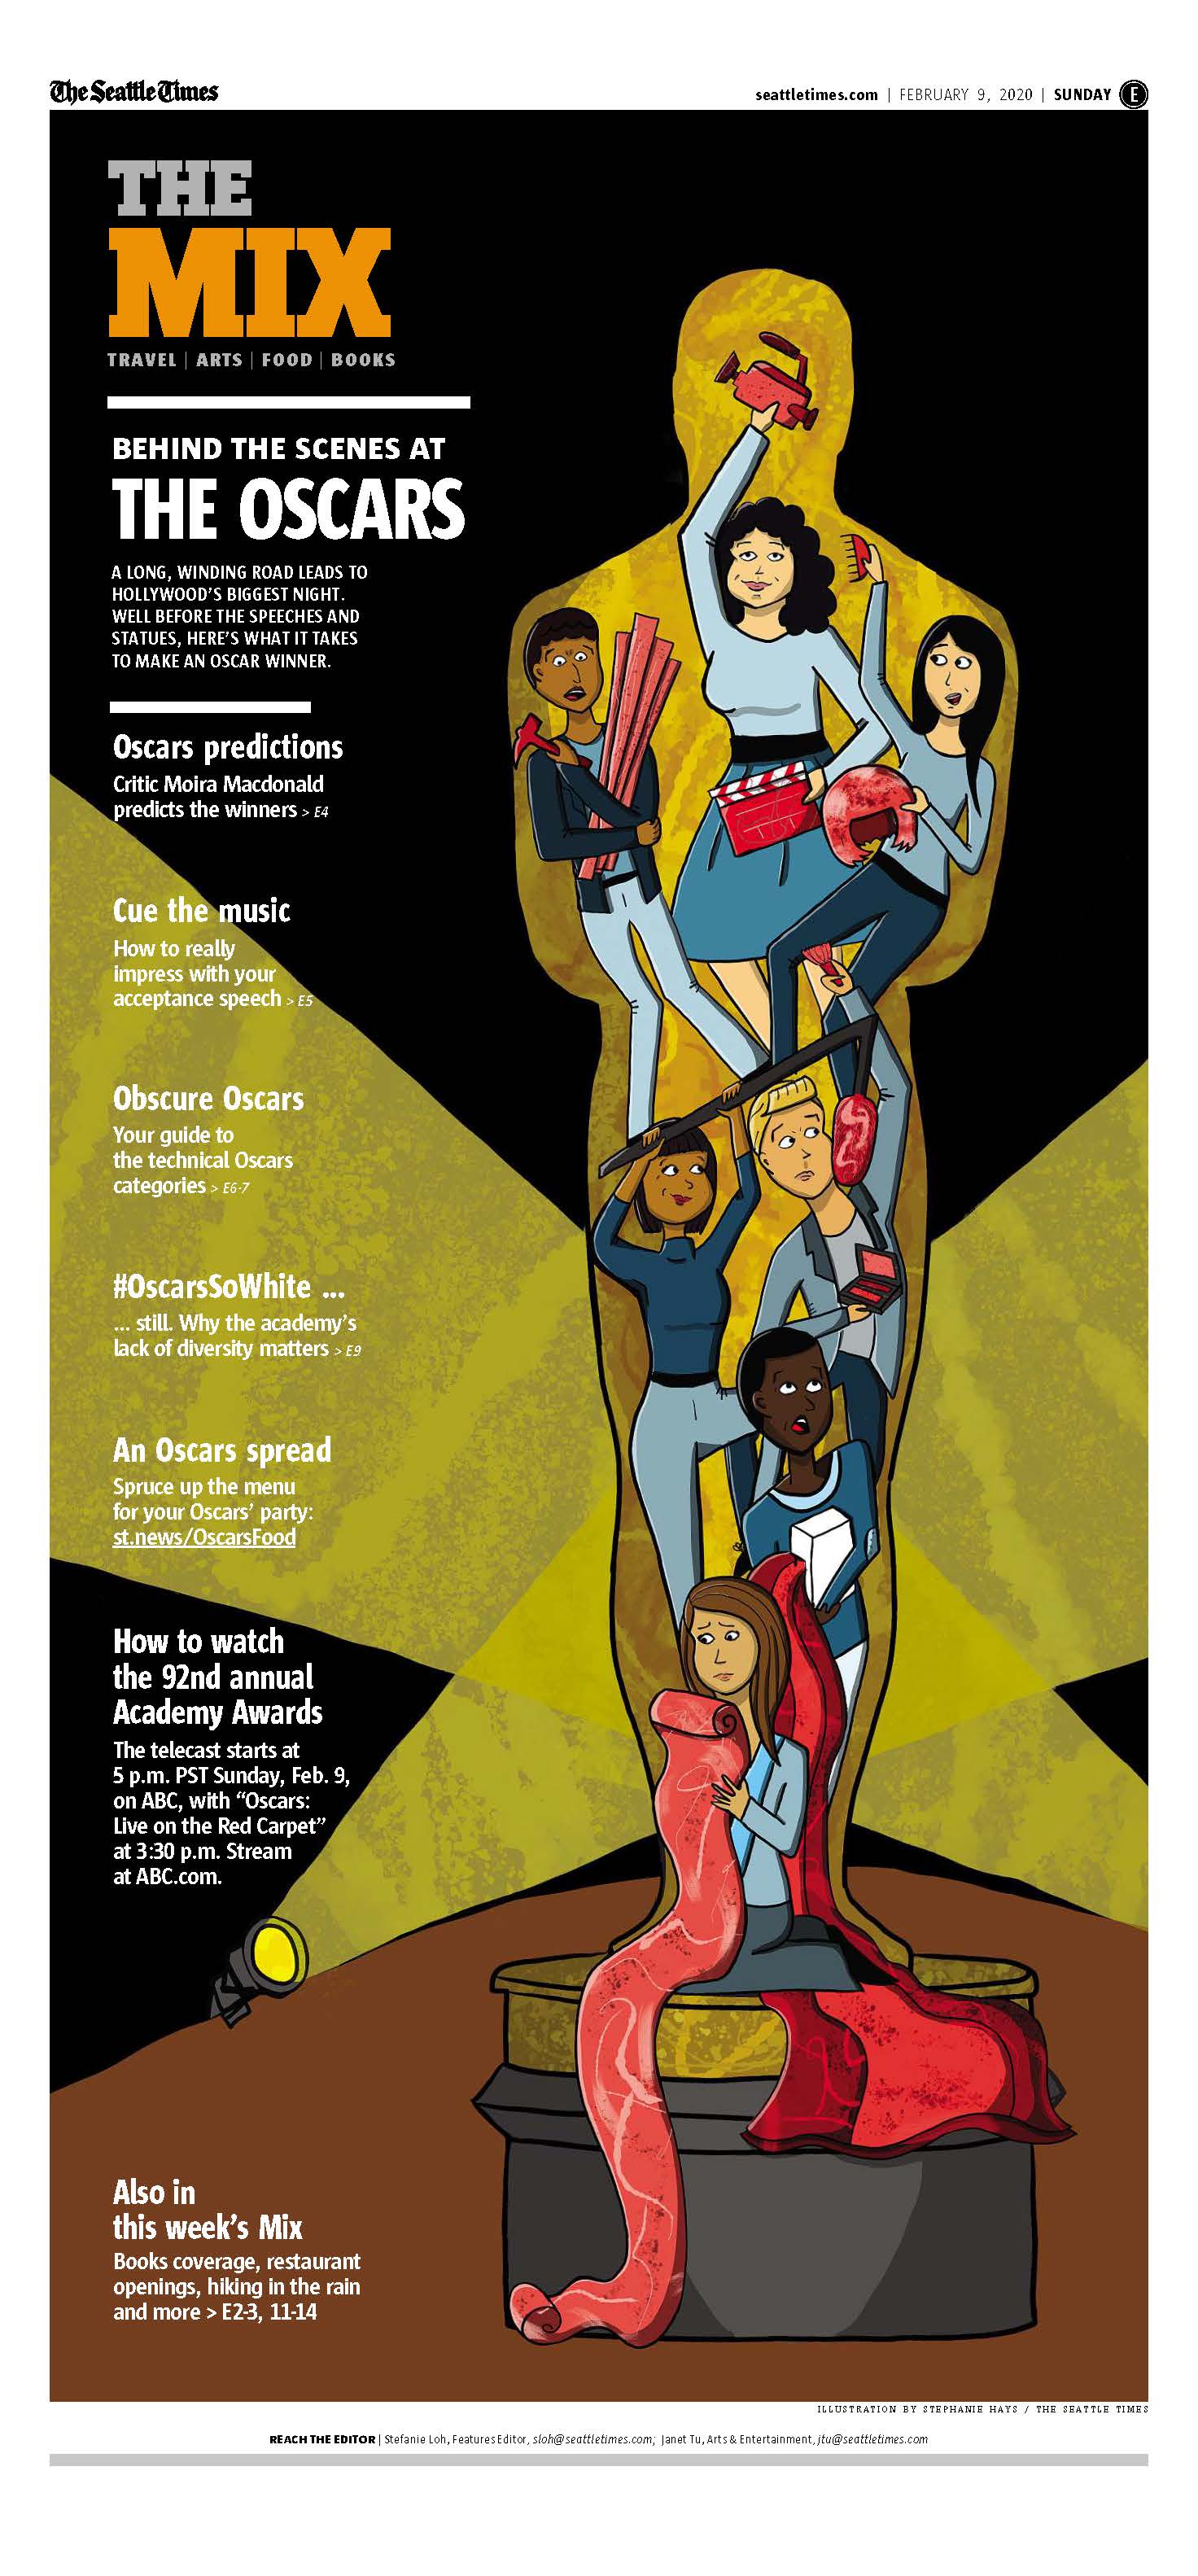 The Seattle Times
seattletimes.com | FEBRUARY 9, 2020 | SUNDAY E
THE
MIX
TRAVEL | ARTS | FOOD | BOOKS
BEHIND THE SCENES AT
THE OSCARS
A LONG, WINDING ROAD LEADS TO
HOLLYWOOD'S BIGGEST NIGHT.
WELL BEFORE THE SPEECHES AND
STATUES, HERE'S WHAT IT TAKES
TO MAKE AN OSCAR WINNER.
Oscars predictions
Critic Moira Macdonald
predicts the winners > E4
Cue the music
How to really
impress with your
acceptance speech > E5
Obscure Oscars
Your guide to
the technical Oscars
categories > E6-7
#OscarsSoWhite ...
... still. Why the academy's
lack of diversity matters > E9
An Oscars spread
Spruce up the menu
for your Oscars' party:
st.news/OscarsFood
How to watch
the 92nd annual
Academy Awards
The telecast starts at
5 p.m. PST Sunday, Feb. 9,
on ABC, with “Oscars:
Live on the Red Carpet”
at 3:30 p.m. Stream
at ABC.com.
Also in
this week's Mix
Books coverage, restaurant
openings, hiking in the rain
and more > E2-3, 11-14
ILLUSTRATION BY STEPHANIE HAYS / THE SEATTLE TIMES
REACH THE EDITOR | Stefanie Loh, Features Editor, sloh@seattletimes.com; Janet Tu, Arts & Entertainment, jtu@seattletimes.com